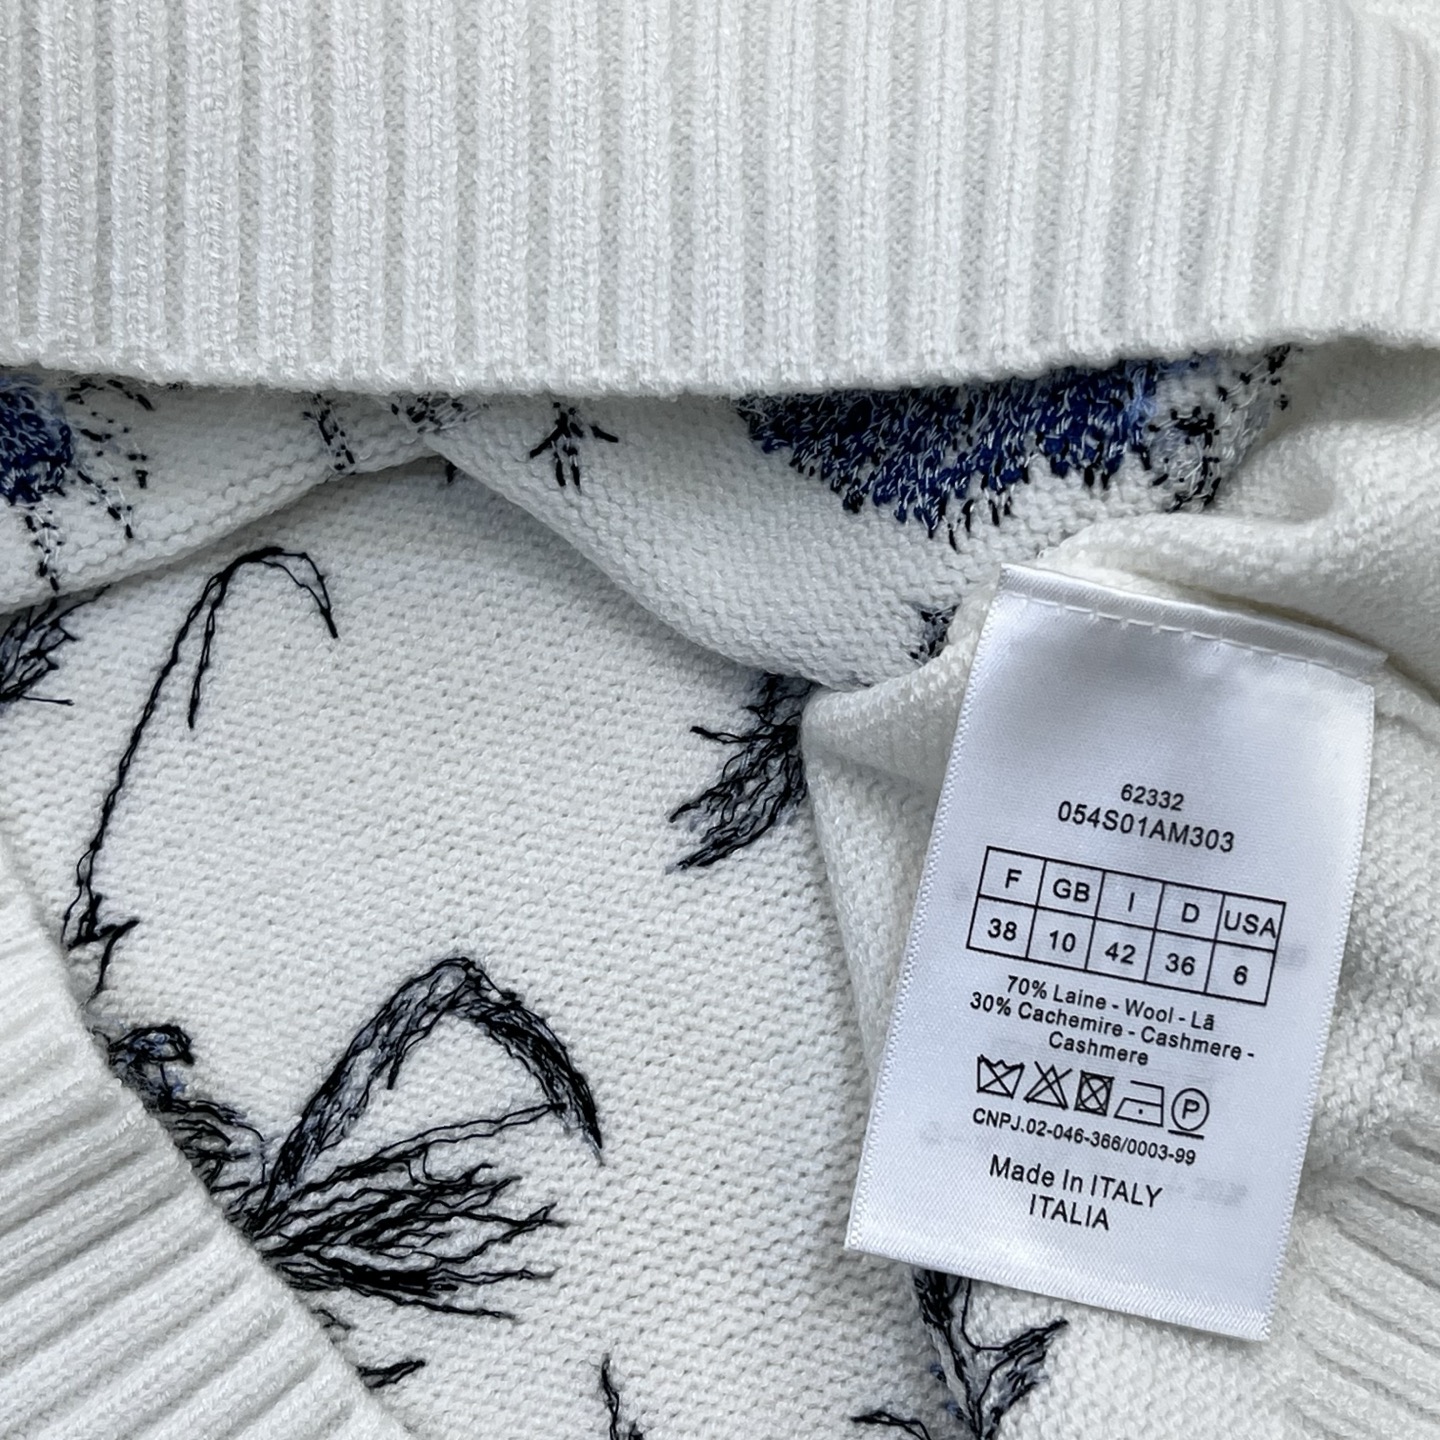 62332
054S01AM303
F GB I D USA
38 10 42 36 6
70% Laine - Wool - Lã
30% Cachemire - Cashmere -
Cashmere
P
CNPJ.02-046-366/0003-99
Made In ITALY
ITALIA